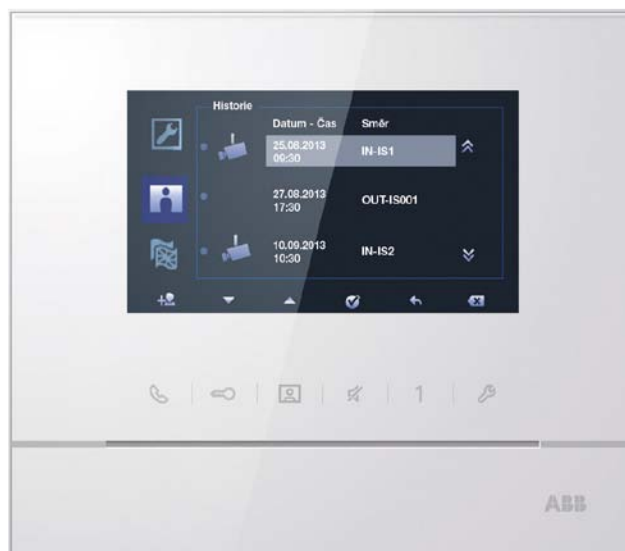 Historie
Datum - Čas Směr
25.08.2013 IN-IS1
09:30
27.08.2013 OUT-IS001
17:30
10.09.2013 IN-IS2
10:30
1
ABB